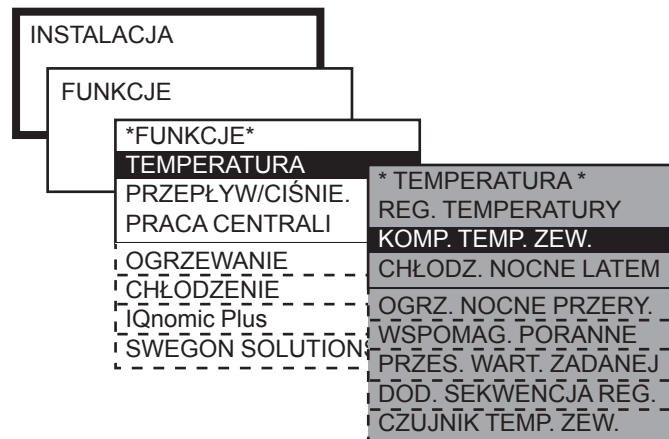 INSTALACJA
FUNKCJE
*FUNKCJE*
TEMPERATURA
PRZEPŁYW/CIŚNIE.
PRACA CENTRALI
OGRZEWANIE
CHŁODZENIE
IQnomic Plus
SWEGON SOLUTIONS
* TEMPERATURA *
REG. TEMPERATURY
KOMP. TEMP. ZEW.
CHŁODZ. NOCNE LATEM
OGRZ. NOCNE PRZERY.
WSPOMAG. PORANNE
PRZES. WART. ZADANEJ
DOD. SEKWENCJA REG.
CZUJNIK TEMP. ZEW.